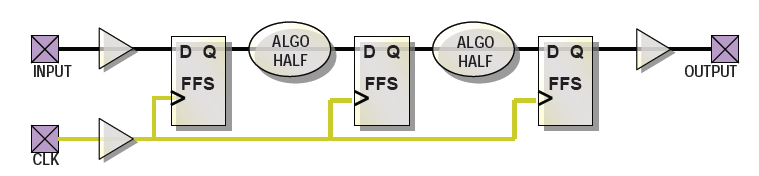 INPUT
D Q
FFS
ALGO
HALF
D Q
FFS
ALGO
HALF
D Q
FFS
OUTPUT
CLK